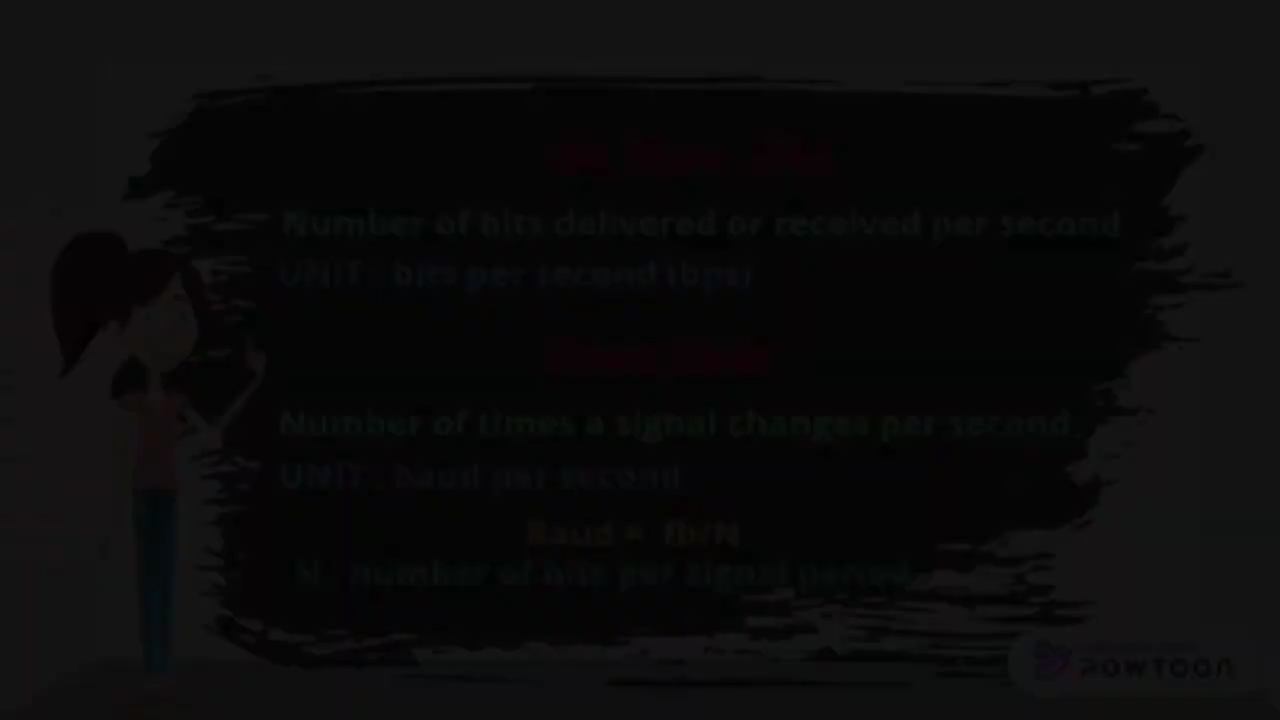 Number of bits delivered or received per second
UNIT: bits per second (bps)
Number of times a signal changes per second.
UNIT: baud per second
Baud = fb/N
N: number of bits per signal period
POWTOON